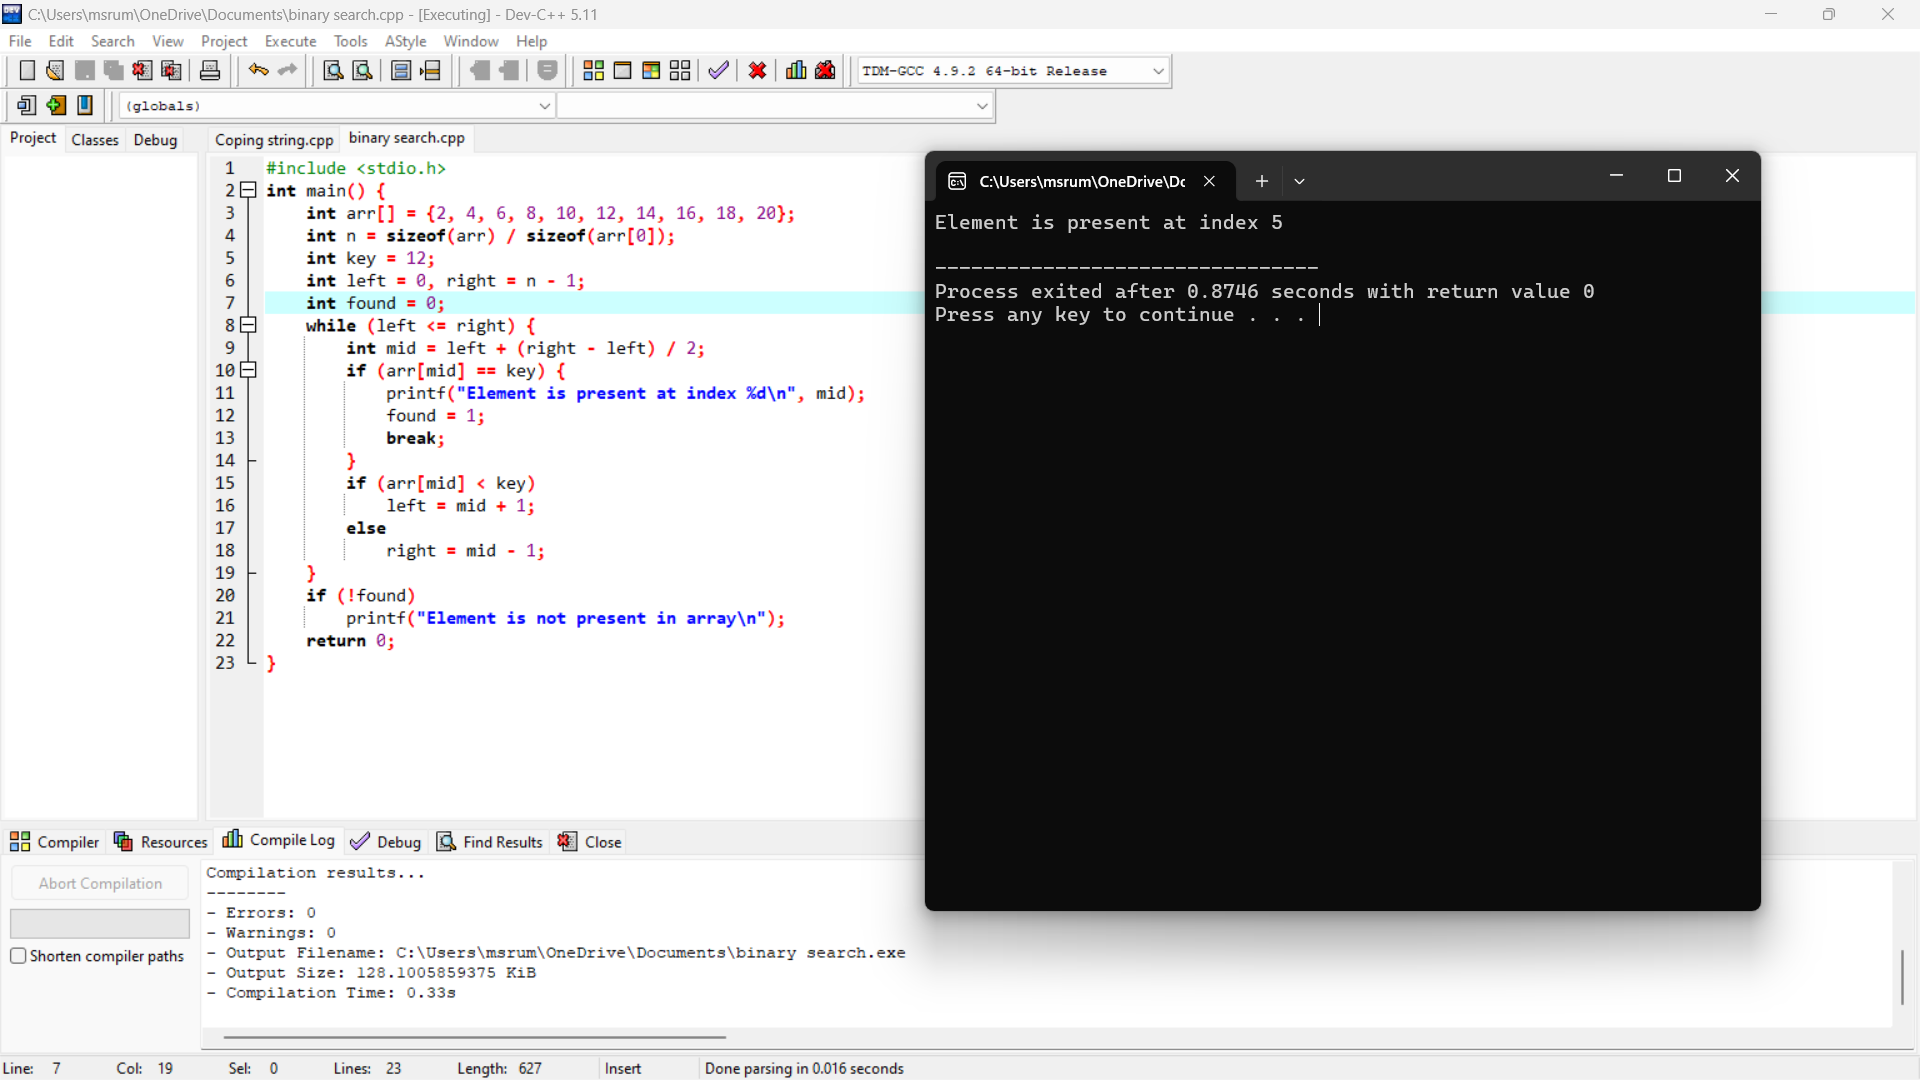 C:\Users\msrum\OneDrive\Documents\binary search.cpp - [Executing] - Dev-C++ 5.11
File Edit Search View Project Execute Tools AStyle Window Help
TDM-GCC 4.9.2 64-bit Release
(globals)
Project Classes Debug
Coping string.cpp binary search.cpp
1 #include <stdio.h>
2 int main() {
3     int arr[] = {2, 4, 6, 8, 10, 12, 14, 16, 18, 20};
4     int n = sizeof(arr) / sizeof(arr[0]);
5     int key = 12;
6     int left = 0, right = n - 1;
7     int found = 0;
8     while (left <= right) {
9         int mid = left + (right - left) / 2;
10         if (arr[mid] == key) {
11             printf("Element is present at index %d\n", mid);
12             found = 1;
13             break;
14         }
15         if (arr[mid] < key)
16             left = mid + 1;
17         else
18             right = mid - 1;
19     }
20     if (!found)
21         printf("Element is not present in array\n");
22     return 0;
23 }
C:\Users\msrum\OneDrive\Dc
Element is present at index 5
--------------------------------
Process exited after 0.8746 seconds with return value 0
Press any key to continue . . .
Compiler Resources Compile Log Debug Find Results Close
Abort Compilation
Shorten compiler paths
Compilation results...
--------
- Errors: 0
- Warnings: 0
- Output Filename: C:\Users\msrum\OneDrive\Documents\binary search.exe
- Output Size: 128.1005859375 KiB
- Compilation Time: 0.33s
Line: 7 Col: 19 Sel: 0 Lines: 23 Length: 627 Insert Done parsing in 0.016 seconds